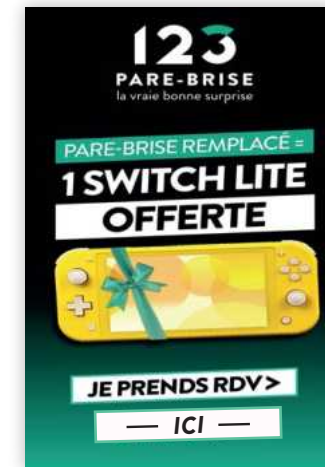 123
PARE-BRISE
la vraie bonne surprise
PARE-BRISE REMPLACÉ =
1 SWITCH LITE
OFFERTE
JE PRENDS RDV >
— ICI —